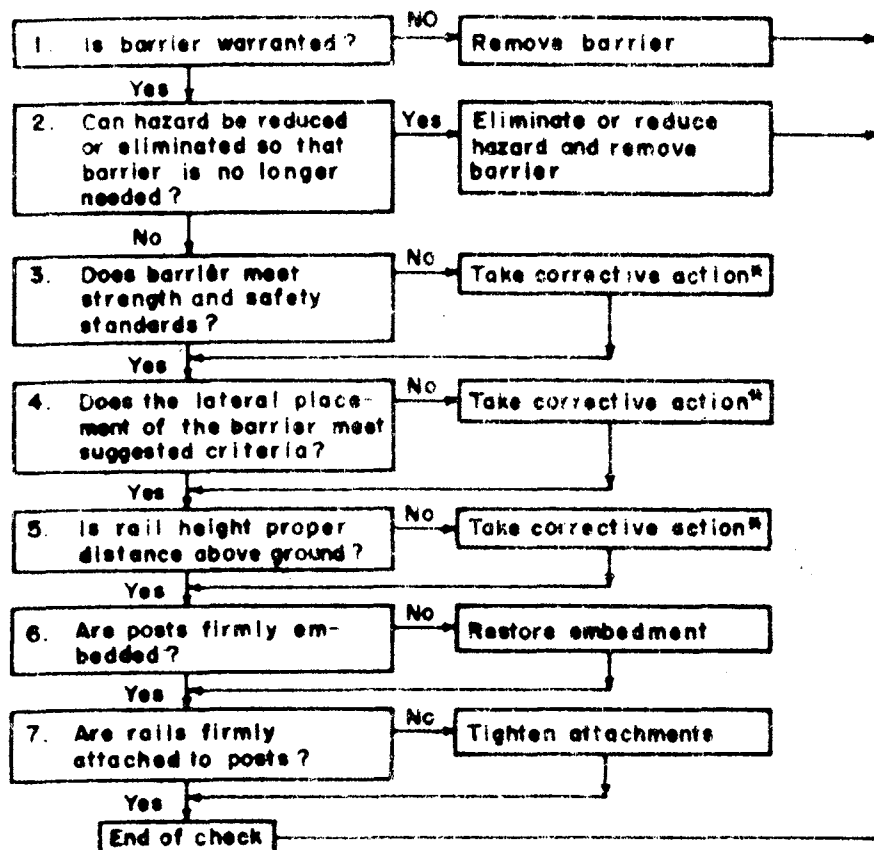 1. Is barrier warranted?
NO
Remove barrier
Yes
2. Can hazard be reduced
or eliminated so that
barrier is no longer
needed?
Yes
Eliminate or reduce
hazard and remove
barrier
No
3. Does barrier meet
strength and safety
standards?
No
Take corrective action*
Yes
4. Does the lateral place-
ment of the barrier meet
suggested criteria?
No
Take corrective action*
Yes
5. Is rail height proper
distance above ground?
No
Take corrective action*
Yes
6. Are posts firmly em-
bedded?
No
Restore embedment
Yes
7. Are rails firmly
attached to posts?
No
Tighten attachments
Yes
End of check